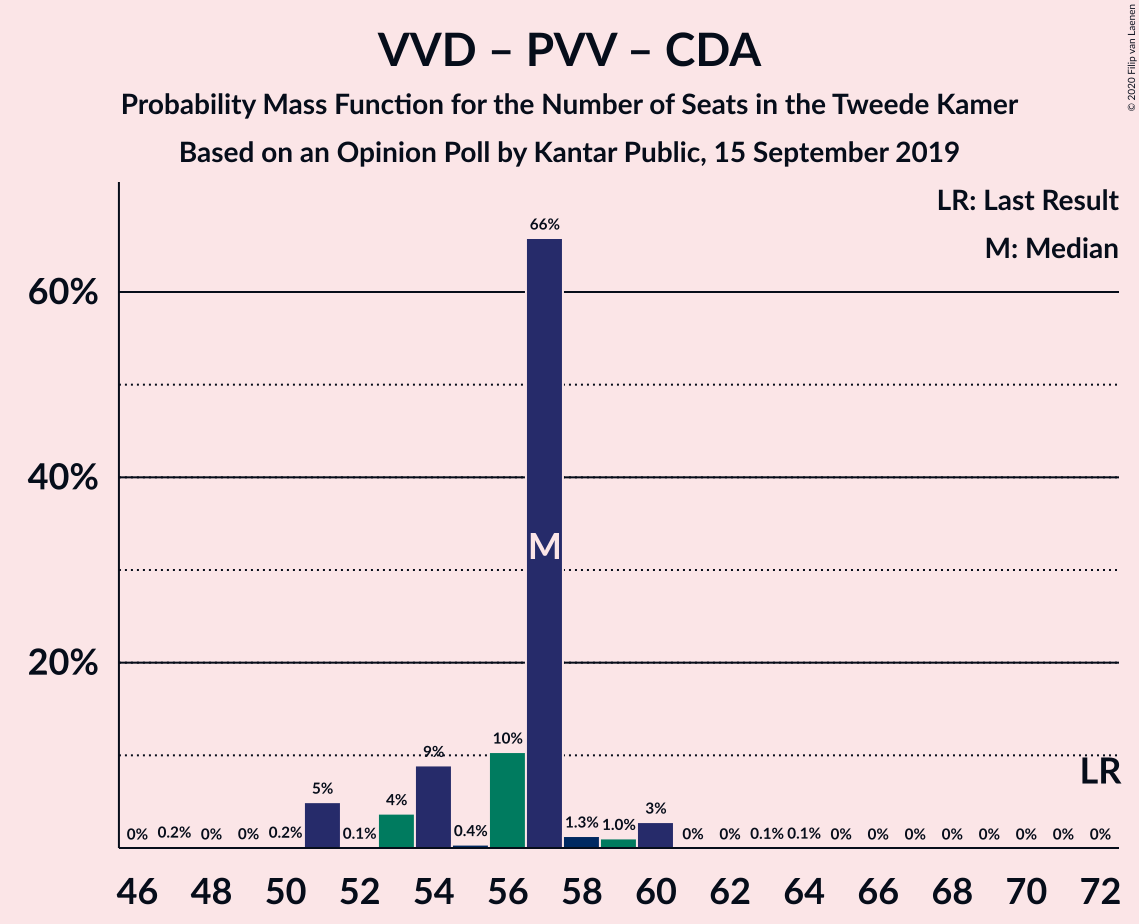 VVD – PVV – CDA
Probability Mass Function for the Number of Seats in the Tweede Kamer
Based on an Opinion Poll by Kantar Public, 15 September 2019
© 2020 Filip van Laenen
LR: Last Result
M: Median
60%
40%
20%
0% 0.2% 0% 0% 0.2% 5% 0.1% 4% 9% 0.4% 10% 66% 1.3% 1.0% 3% 0% 0% 0.1% 0.1% 0% 0% 0% 0% 0% 0% 0% 0%
M
LR
46 48 50 52 54 56 58 60 62 64 66 68 70 72